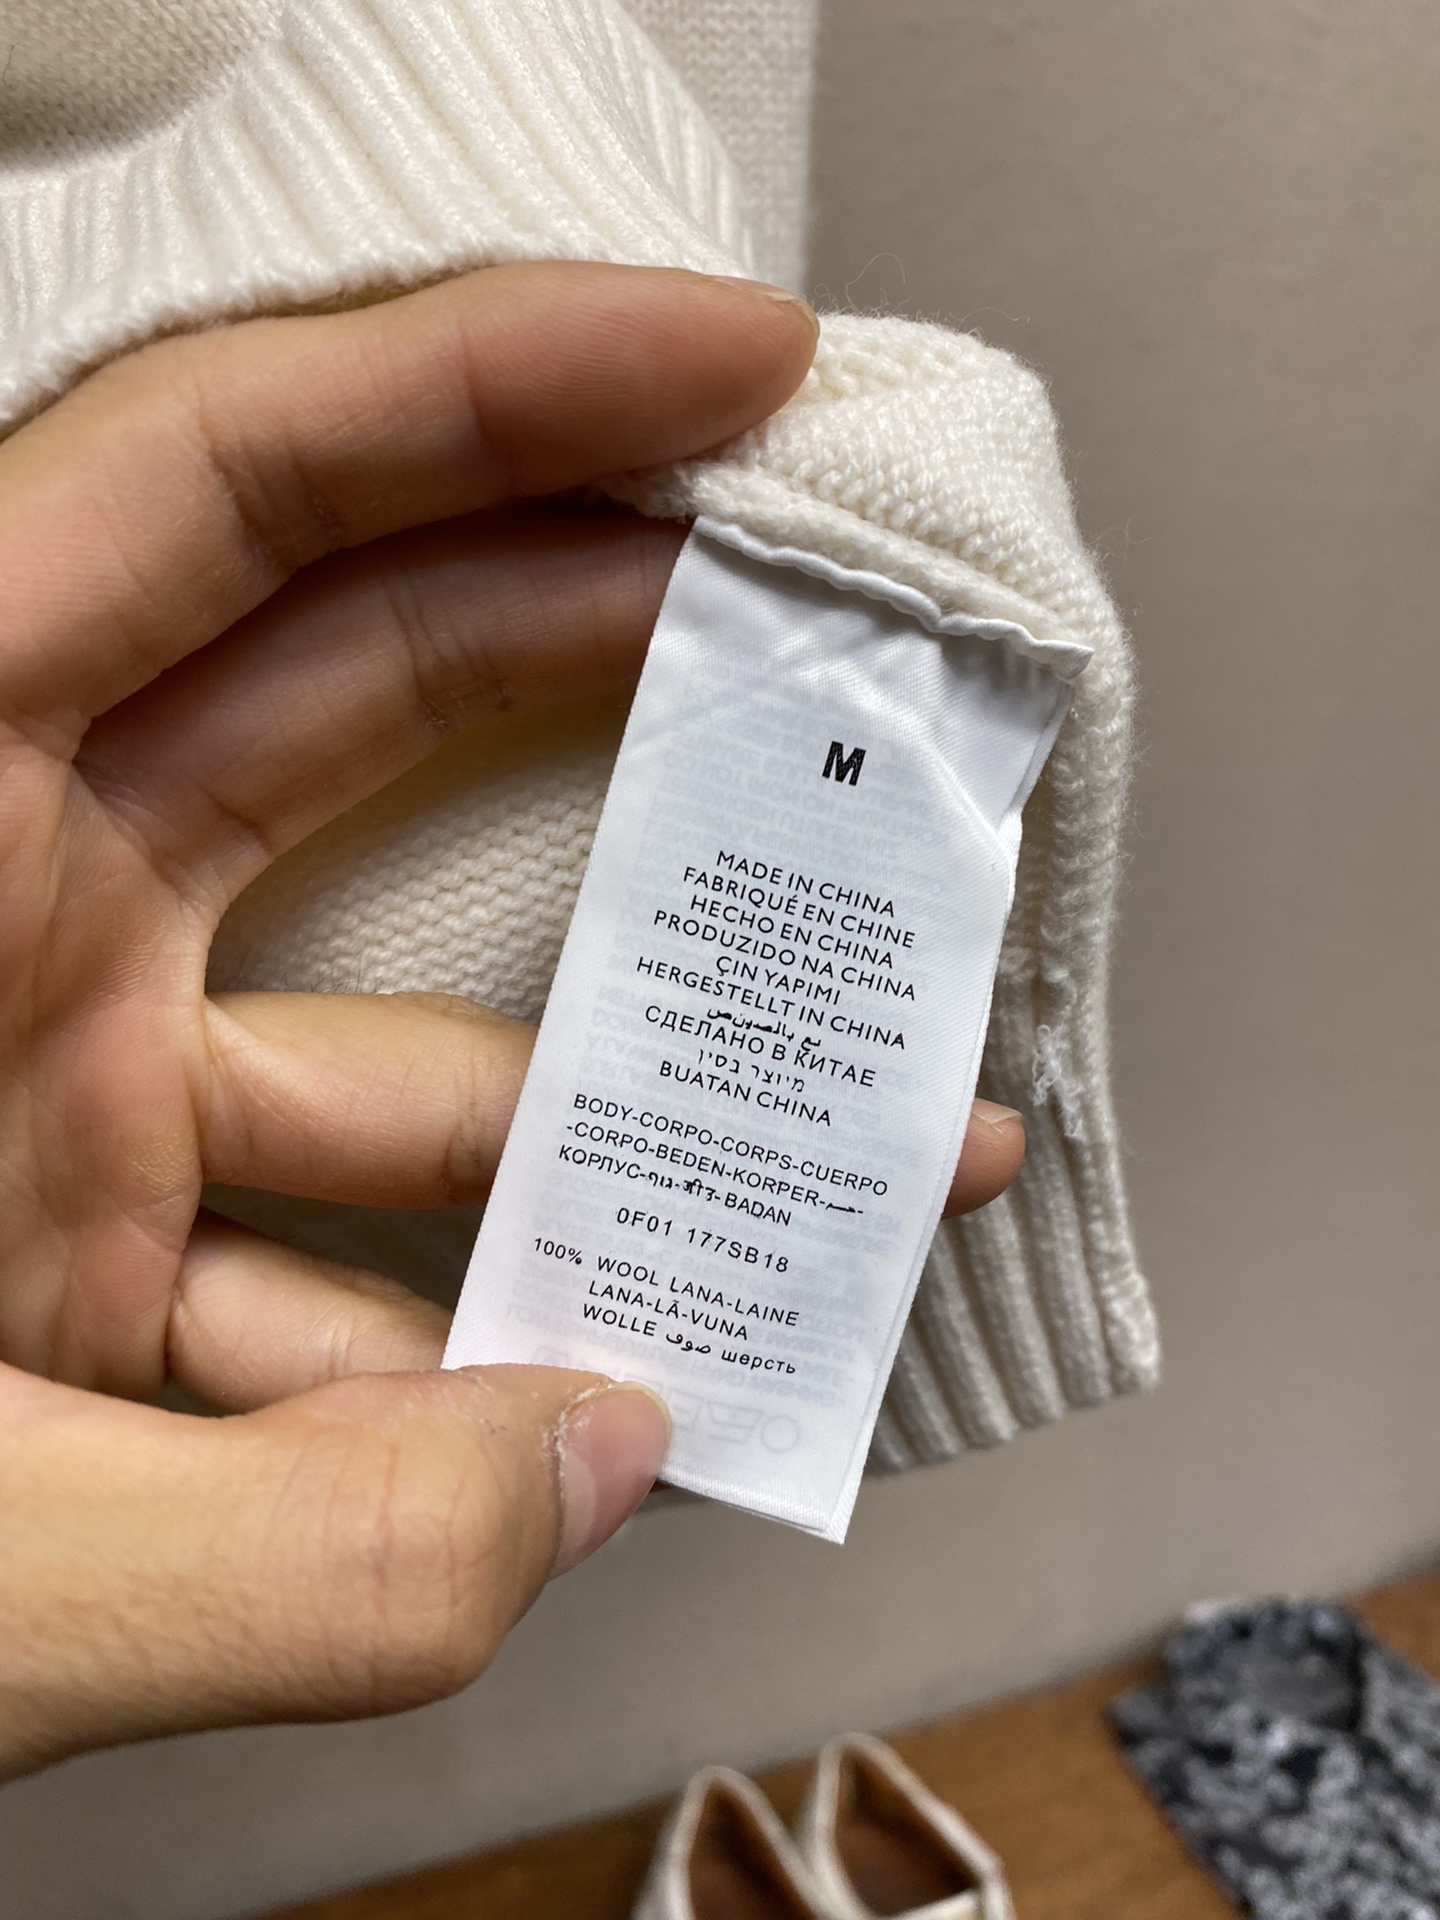 M
MADE IN CHINA
FABRIQUÉ EN CHINE
HECHO EN CHINA
PRODUZIDO NA CHINA
ÇIN YAPIMI
HERGESTELLT IN CHINA
СДЕЛАНО В КИТАЕ
מיוצר בסין
BUATAN CHINA
BODY-CORPO-CORPS-CUERPO
-CORPO-BEDEN-KORPER-
КОРПУС-גוף-BADAN
0F01 177SB18
100% WOOL LANA-LAINE
LANA-LÃ-VUNA
WOLLE صوف шерсть